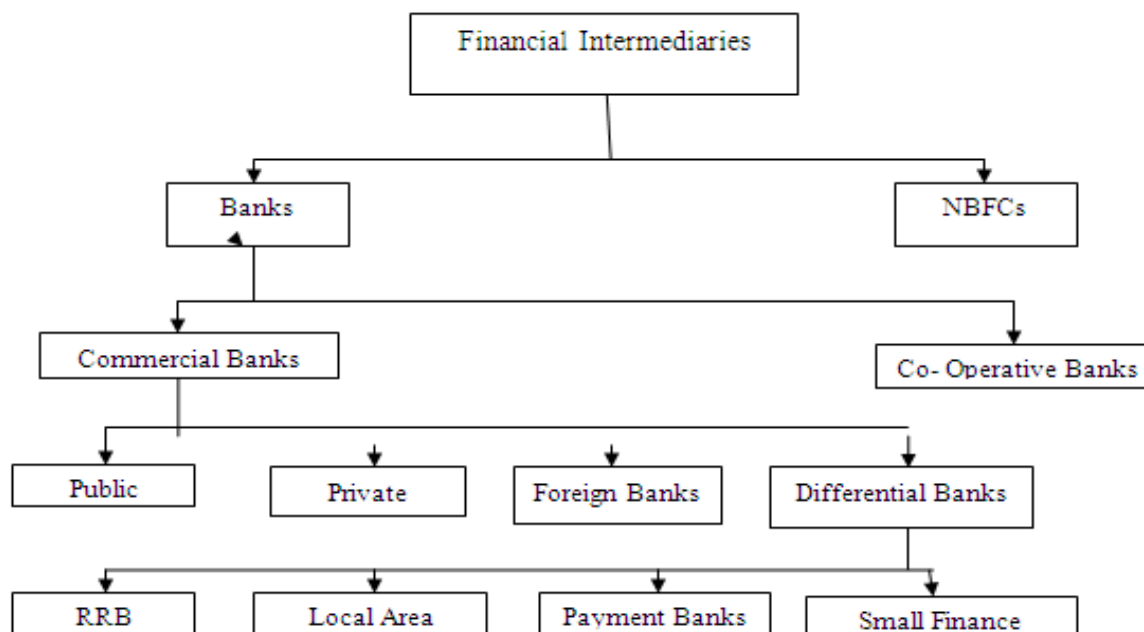 Financial Intermediaries
Banks
NBFCs
Commercial Banks
Co- Operative Banks
Public
Private
Foreign Banks
Differential Banks
RRB
Local Area
Payment Banks
Small Finance